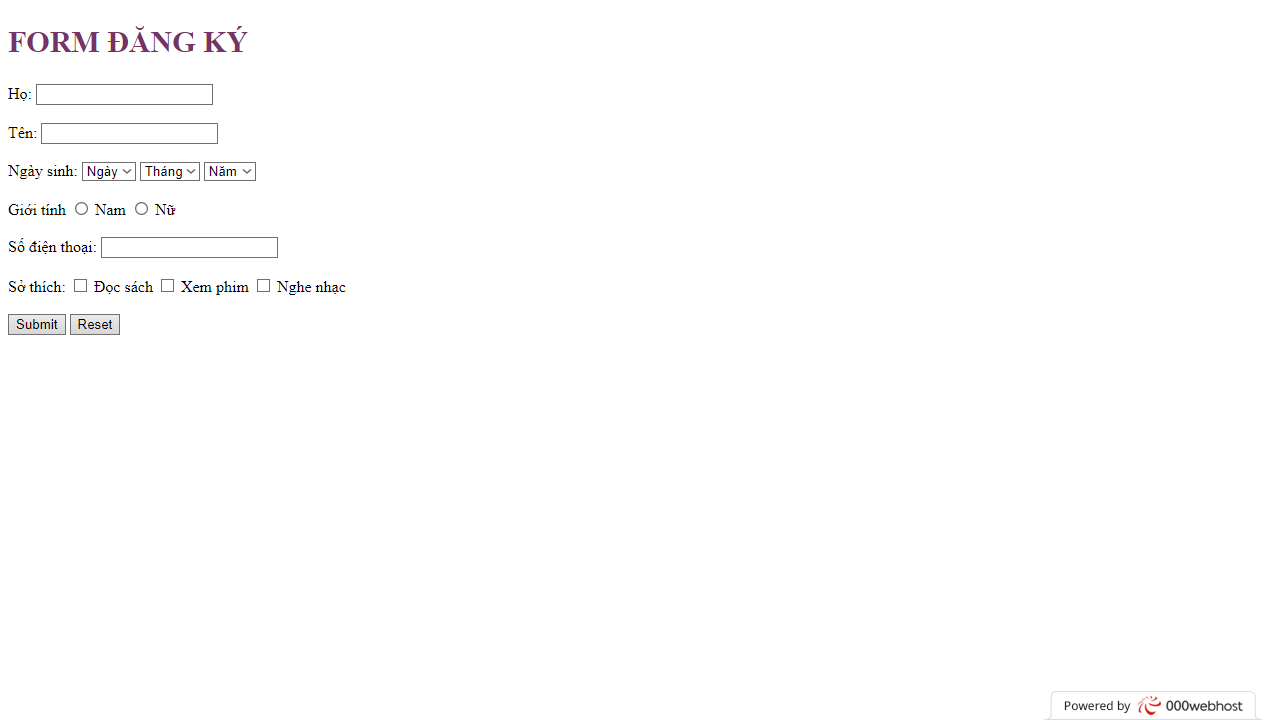 FORM ĐĂNG KÝ
Họ:
Tên:
Ngày sinh: Ngày Tháng Năm
Giới tính Nam Nữ
Số điện thoại:
Sở thích: Đọc sách Xem phim Nghe nhạc
Submit Reset
Powered by 000webhost